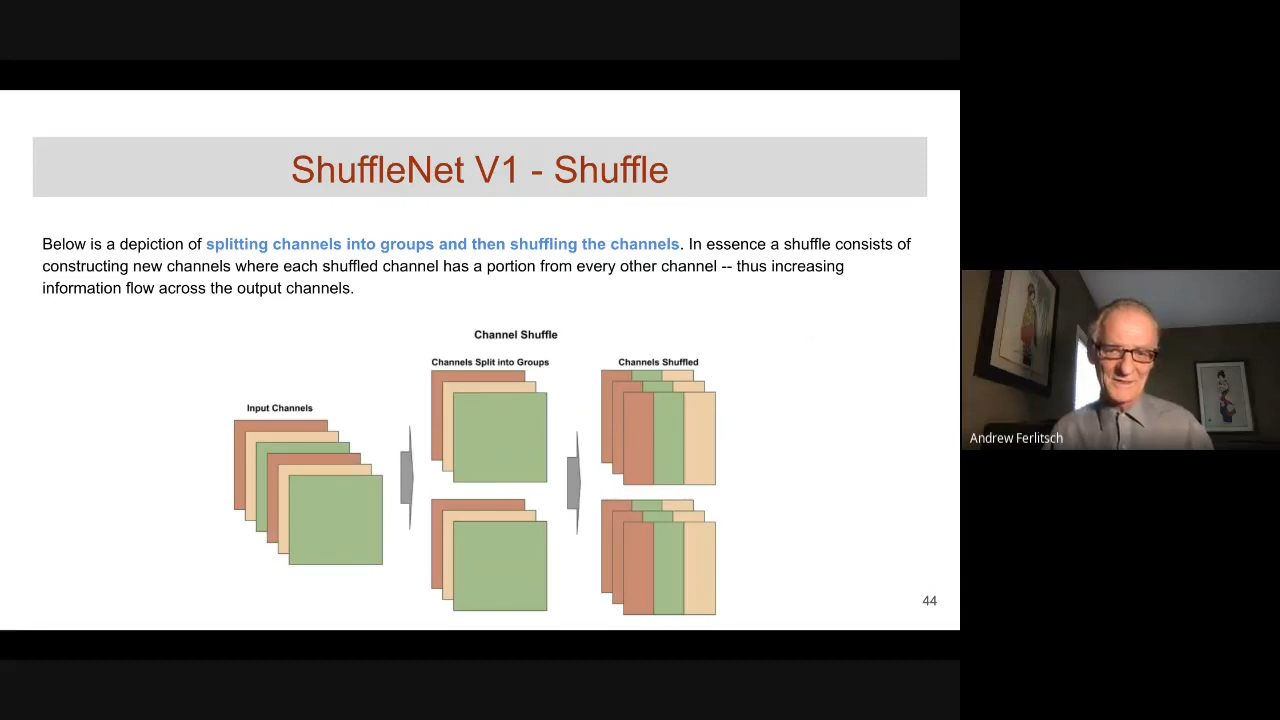 ShuffleNet V1 - Shuffle
Below is a depiction of splitting channels into groups and then shuffling the channels. In essence a shuffle consists of
constructing new channels where each shuffled channel has a portion from every other channel -- thus increasing
information flow across the output channels.
Channel Shuffle
Channels Split into Groups
Channels Shuffled
Input Channels
Andrew Ferlitsch
44